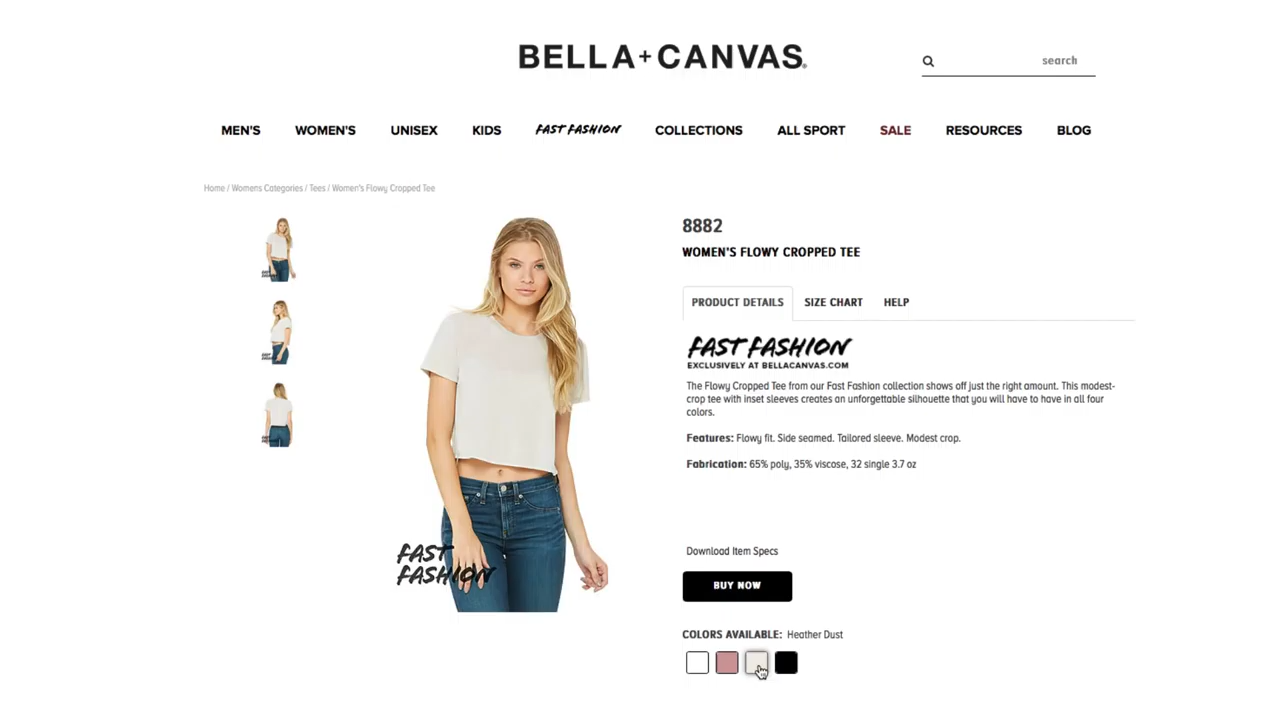 BELLA+CANVAS®
search
MEN'S WOMEN'S UNISEX KIDS FAST FASHION COLLECTIONS ALL SPORT SALE RESOURCES BLOG
Home / Womens Categories / Tees / Women's Flowy Cropped Tee
8882
WOMEN'S FLOWY CROPPED TEE
PRODUCT DETAILS SIZE CHART HELP
FAST FASHION
EXCLUSIVELY AT BELLACANVAS.COM
The Flowy Cropped Tee from our Fast Fashion collection shows off just the right amount. This modest-
crop tee with inset sleeves creates an unforgettable silhouette that you will have to have in all four
colors.
Features: Flowy fit. Side seamed. Tailored sleeve. Modest crop.
Fabrication: 65% poly, 35% viscose, 32 single 3.7 oz
FAST
FASHION
Download Item Specs
BUY NOW
COLORS AVAILABLE: Heather Dust